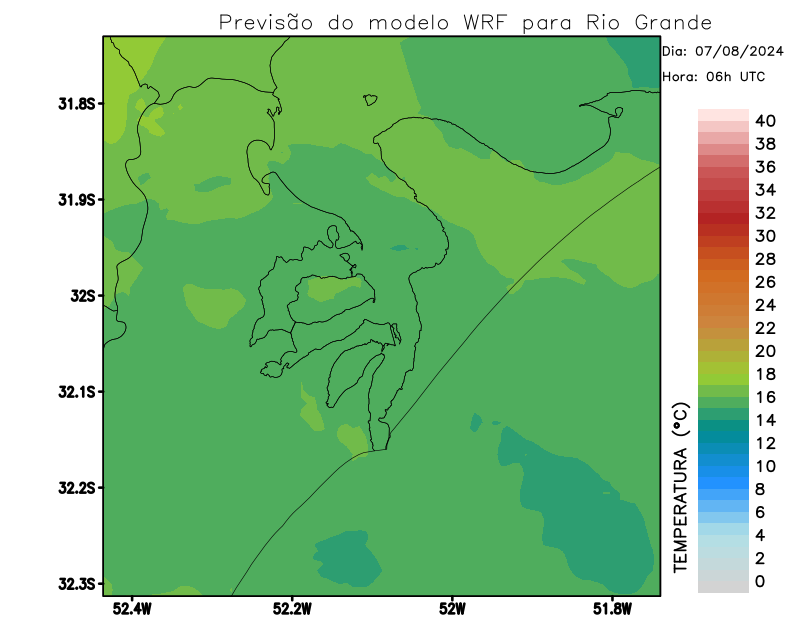 Previsão do modelo WRF para Rio Grande
Dia: 07/08/2024
Hora: 06h UTC
31.8S
31.9S
32S
32.1S
32.2S
32.3S
52.4W
52.2W
52W
51.8W
TEMPERATURA (°C)
40
38
36
34
32
30
28
26
24
22
20
18
16
14
12
10
8
6
4
2
0